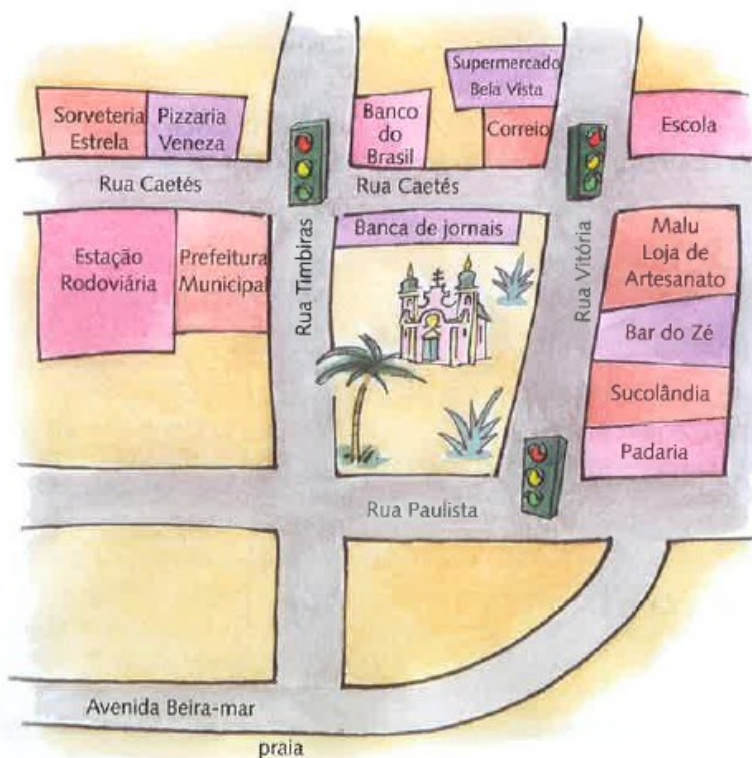 Supermercado
Bela Vista
Sorveteria
Estrela
Pizzaria
Veneza
Banco
do
Brasil
Correio
Escola
Rua Caetés
Rua Caetés
Estação
Rodoviária
Prefeitura
Municipal
Rua Timbiras
Banca de jornais
Rua Vitória
Malu
Loja de
Artesanato
Bar do Zé
Sucolândia
Padaria
Rua Paulista
Avenida Beira-mar
praia